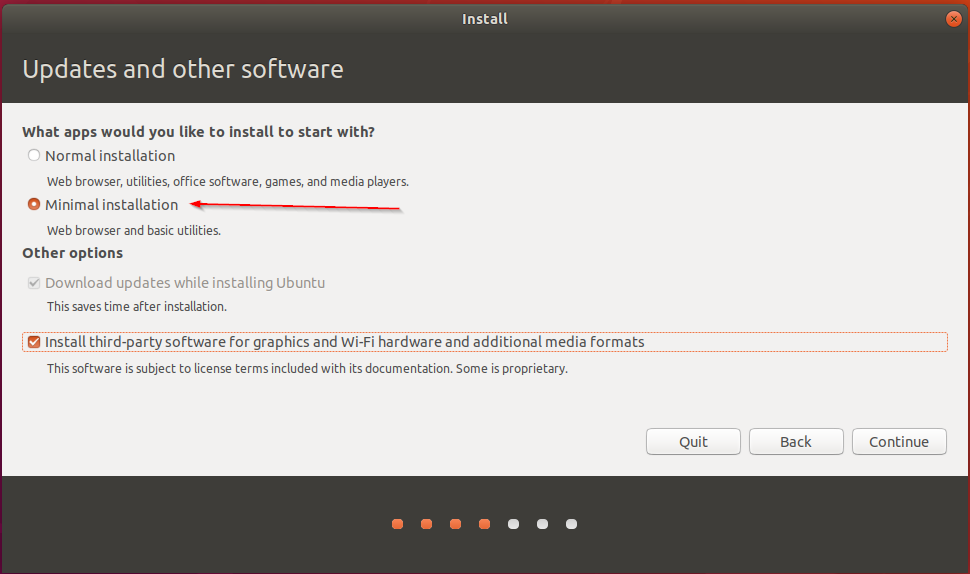 Install
Updates and other software
What apps would you like to install to start with?
Normal installation
Web browser, utilities, office software, games, and media players.
Minimal installation
Web browser and basic utilities.
Other options
Download updates while installing Ubuntu
This saves time after installation.
Install third-party software for graphics and Wi-Fi hardware and additional media formats
This software is subject to license terms included with its documentation. Some is proprietary.
Quit Back Continue